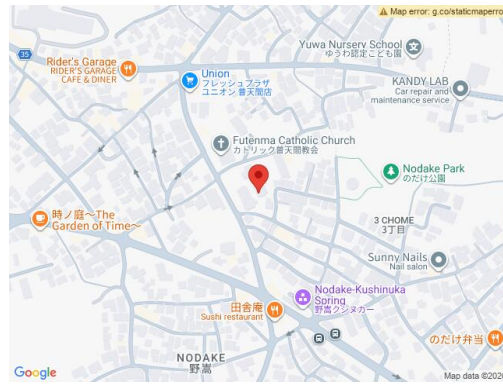 Map error: g.co/staticmaperro
Yuwa Nursery School
ゆうわ認定こども園
35
Rider's Garage
RIDER'S GARAGE
CAFE & DINER
Union
フレッシュプラザ
ユニオン 普天間店
KANDY LAB
Car repair and
maintenance service
Futenma Catholic Church
カトリック普天間教会
Nodake Park
のだけ公園
時ノ庭〜The
Garden of Time〜
3 CHOME
3丁目
Sunny Nails
Nail salon
Nodake-Kushinuka
Spring
野嵩クシヌカー
田舎庵
Sushi restaurant
のだけ弁当
NODAKE
野嵩
Google
Map data ©202